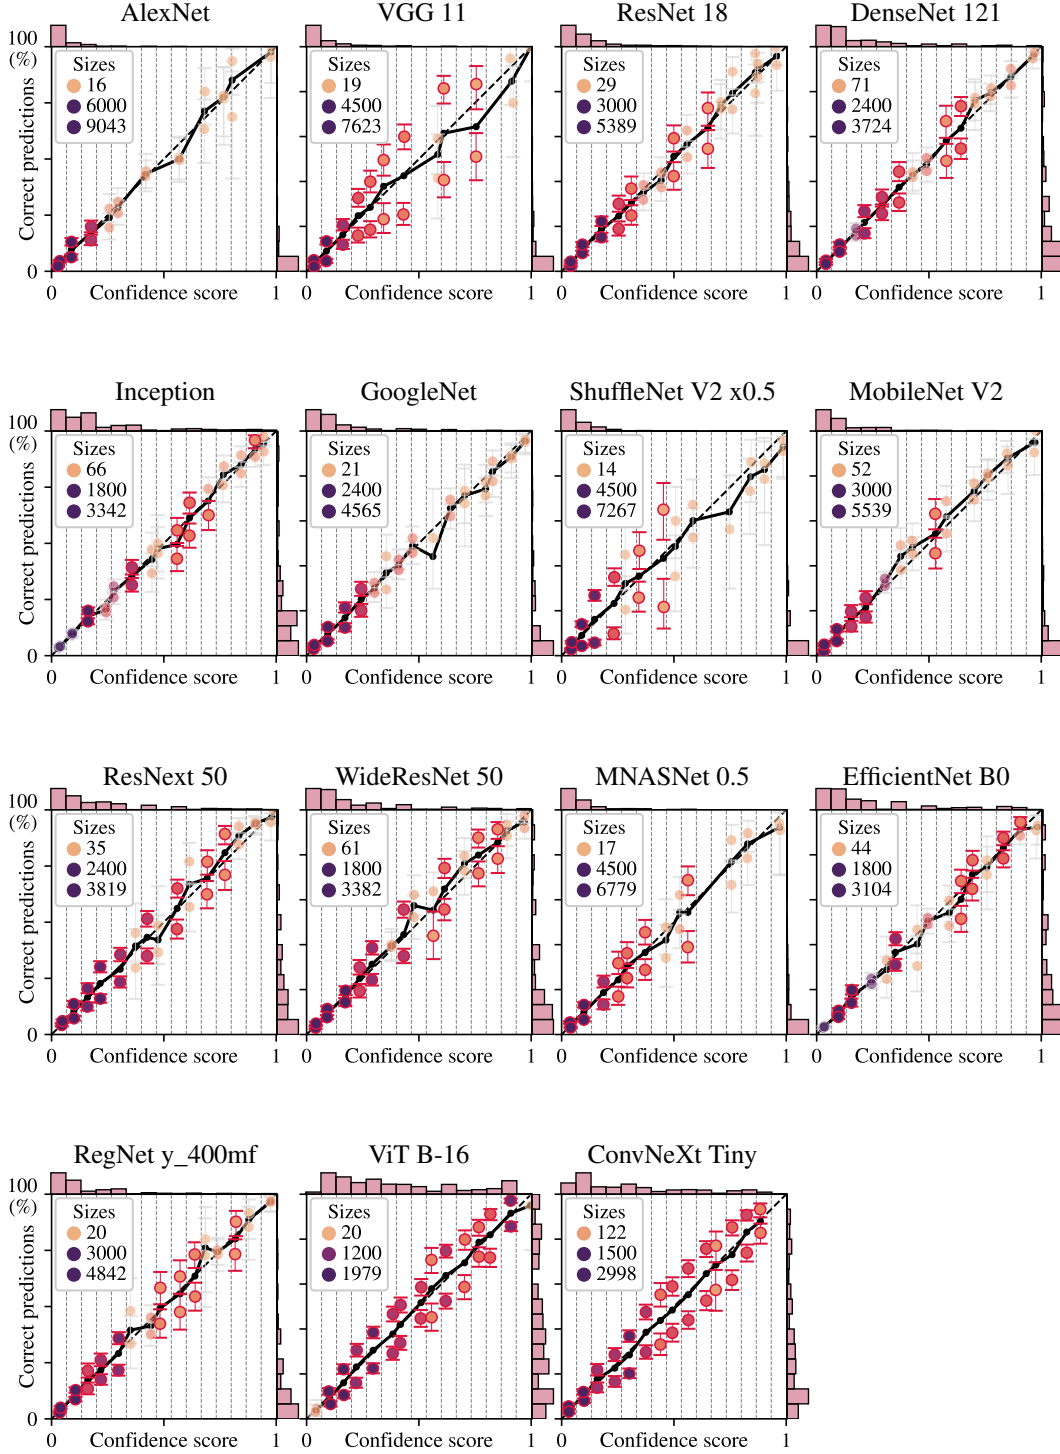 AlexNet VGG 11 ResNet 18 DenseNet 121
100
(%)
Correct predictions
0
Sizes
16
6000
9043
Sizes
19
4500
7623
Sizes
29
3000
5389
Sizes
71
2400
3724
0 Confidence score 1
0 Confidence score 1
0 Confidence score 1
0 Confidence score 1
Inception GoogleNet ShuffleNet V2 x0.5 MobileNet V2
100
(%)
Correct predictions
0
Sizes
66
1800
3342
Sizes
21
2400
4565
Sizes
14
4500
7267
Sizes
52
3000
5539
0 Confidence score 1
0 Confidence score 1
0 Confidence score 1
0 Confidence score 1
ResNext 50 WideResNet 50 MNASNet 0.5 EfficientNet B0
100
(%)
Correct predictions
0
Sizes
35
2400
3819
Sizes
61
1800
3382
Sizes
17
4500
6779
Sizes
44
1800
3104
0 Confidence score 1
0 Confidence score 1
0 Confidence score 1
0 Confidence score 1
RegNet y_400mf ViT B-16 ConvNeXt Tiny
100
(%)
Correct predictions
0
Sizes
20
3000
4842
Sizes
20
1200
1979
Sizes
122
1500
2998
0 Confidence score 1
0 Confidence score 1
0 Confidence score 1